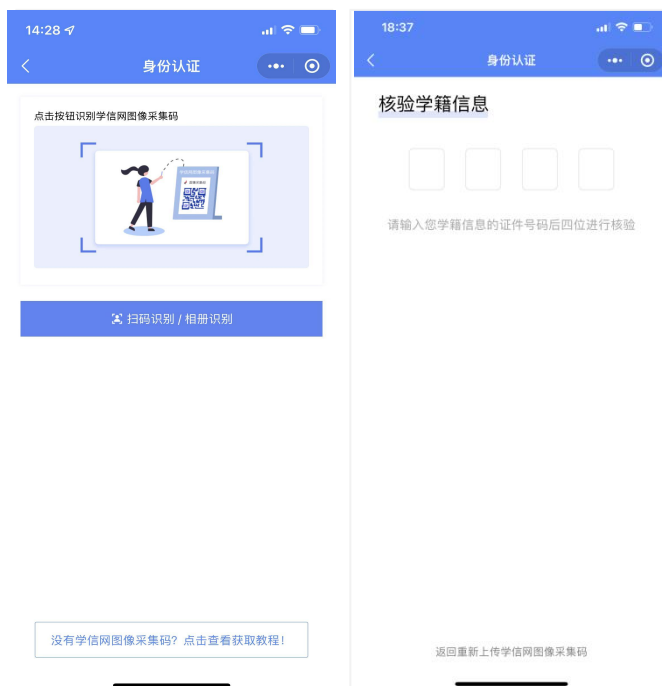 14:28
身份认证
点击按钮识别学信网图像采集码
扫码识别 / 相册识别
没有学信网图像采集码？点击查看获取教程！
18:37
身份认证
核验学籍信息
请输入您学籍信息的证件号码后四位进行核验
返回重新上传学信网图像采集码